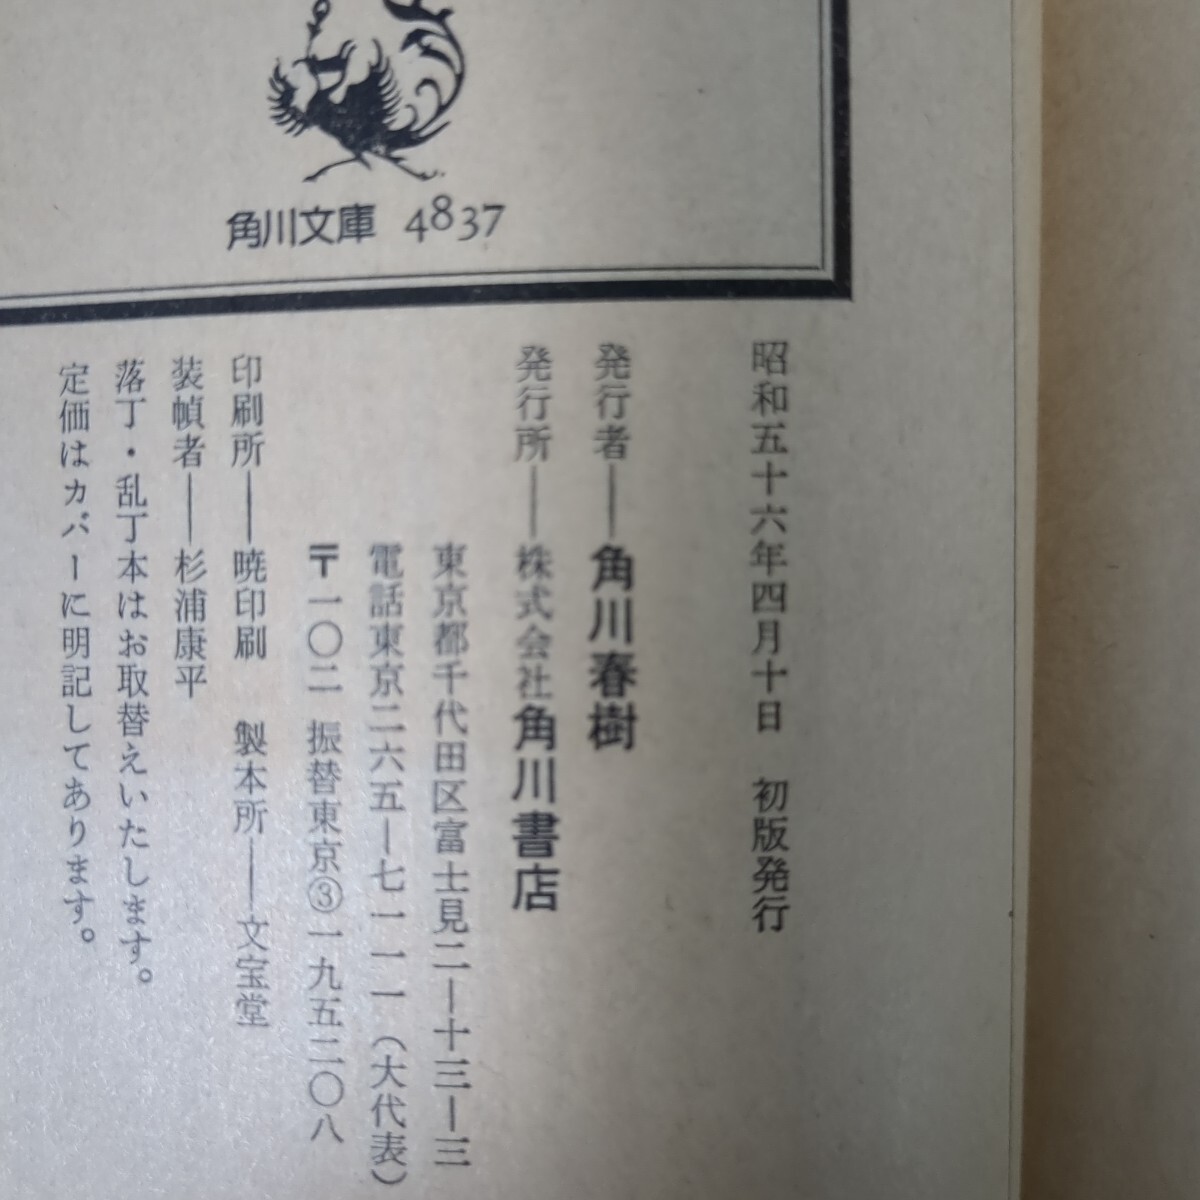 角川文庫 4837
昭和五十六年四月十日 初版発行
発行者―角川春樹
発行所―株式会社角川書店
東京都千代田区富士見二―十三―三
電話東京二六五―七一一一（大代表）
〒一〇二 振替東京③一九五二〇八
印刷所―暁印刷 製本所―文宝堂
装幀者―杉浦康平
落丁・乱丁本はお取替えいたします。
定価はカバーに明記してあります。